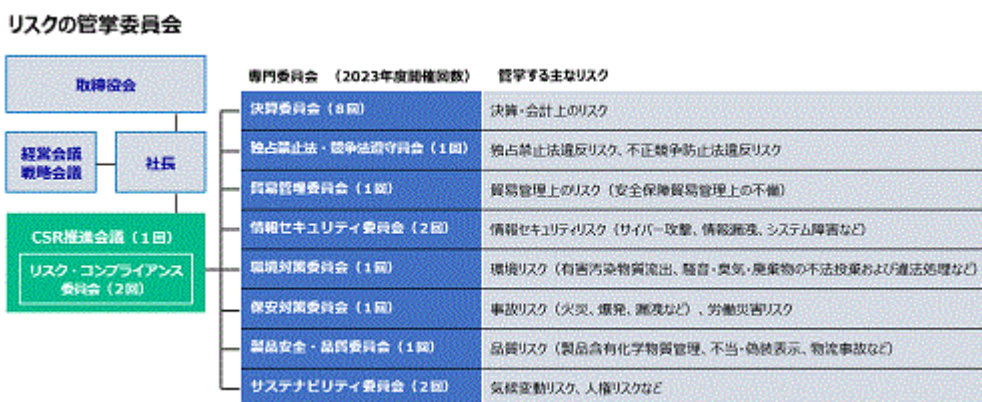 リスクの管掌委員会
取締役会
経営会議
戦略会議
社長
CSR推進会議（1回）
リスク・コンプライアンス
委員会（2回）
専門委員会 （2023年度開催回数） 管掌する主なリスク
決算委員会（8回） 決算・会計上のリスク
独占禁止法・競争法遵守員会（1回） 独占禁止法違反リスク、不正競争防止法違反リスク
貿易管理委員会（1回） 貿易管理上のリスク（安全保障貿易管理上の不備）
情報セキュリティ委員会（2回） 情報セキュリティリスク（サイバー攻撃、情報漏洩、システム障害など）
環境対策委員会（1回） 環境リスク（有害汚染物質流出、騒音・臭気・廃棄物の不法投棄および違法処理など）
保安対策委員会（1回） 事故リスク（火災、爆発、漏洩など）、労働災害リスク
製品安全・品質委員会（1回） 品質リスク（製品含有化学物質管理、不当・偽装表示、物流事故など）
サステナビリティ委員会（2回） 気候変動リスク、人権リスクなど